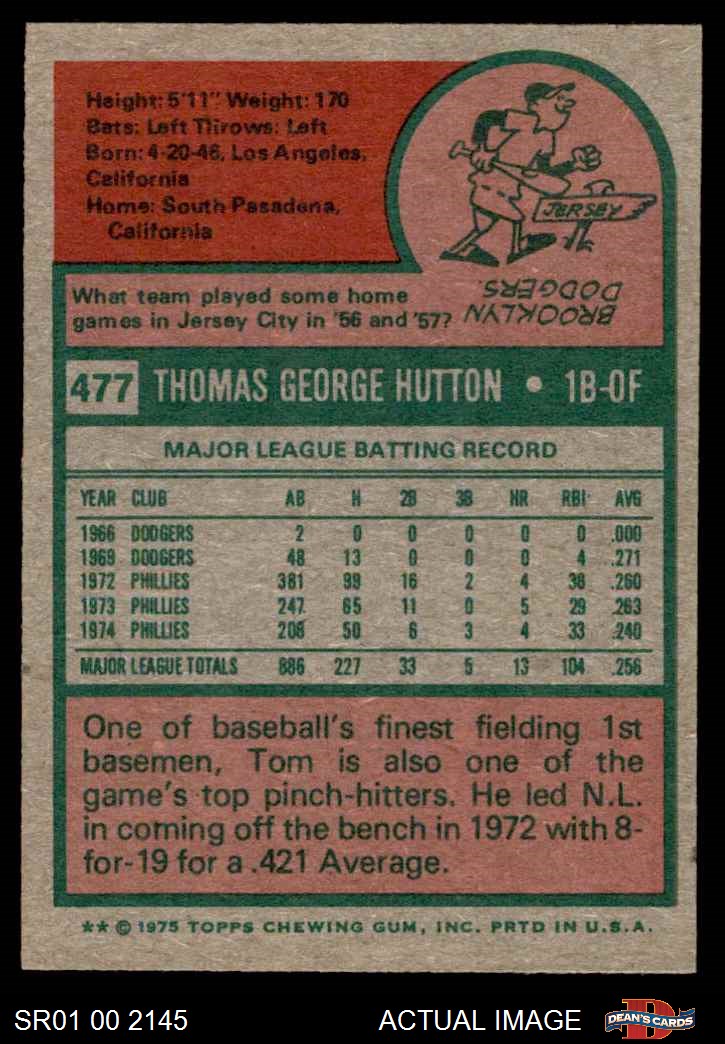 Height: 5'11" Weight: 170
Bats: Left Throws: Left
Born: 4-20-46, Los Angeles,
California
Home: South Pasadena,
California
JERSEY
What team played some home
games in Jersey City in '56 and '57?
BROOKLYN
DODGERS.
477 THOMAS GEORGE HUTTON • 1B-OF
MAJOR LEAGUE BATTING RECORD
YEAR CLUB AB H 2B 3B HR RBI AVG
1966 DODGERS 2 0 0 0 0 0 .000
1969 DODGERS 48 13 0 0 0 4 .271
1972 PHILLIES 381 99 16 2 4 38 .260
1973 PHILLIES 247 65 11 0 5 29 .263
1974 PHILLIES 208 50 6 3 4 33 .240
MAJOR LEAGUE TOTALS 886 227 33 5 13 104 .256
One of baseball's finest fielding 1st
basemen, Tom is also one of the
game's top pinch-hitters. He led N.L.
in coming off the bench in 1972 with 8-
for-19 for a .421 Average.
** © 1975 TOPPS CHEWING GUM, INC. PRTD IN U.S.A.
SR01 00 2145 ACTUAL IMAGE
D
DEAN'S CARDS